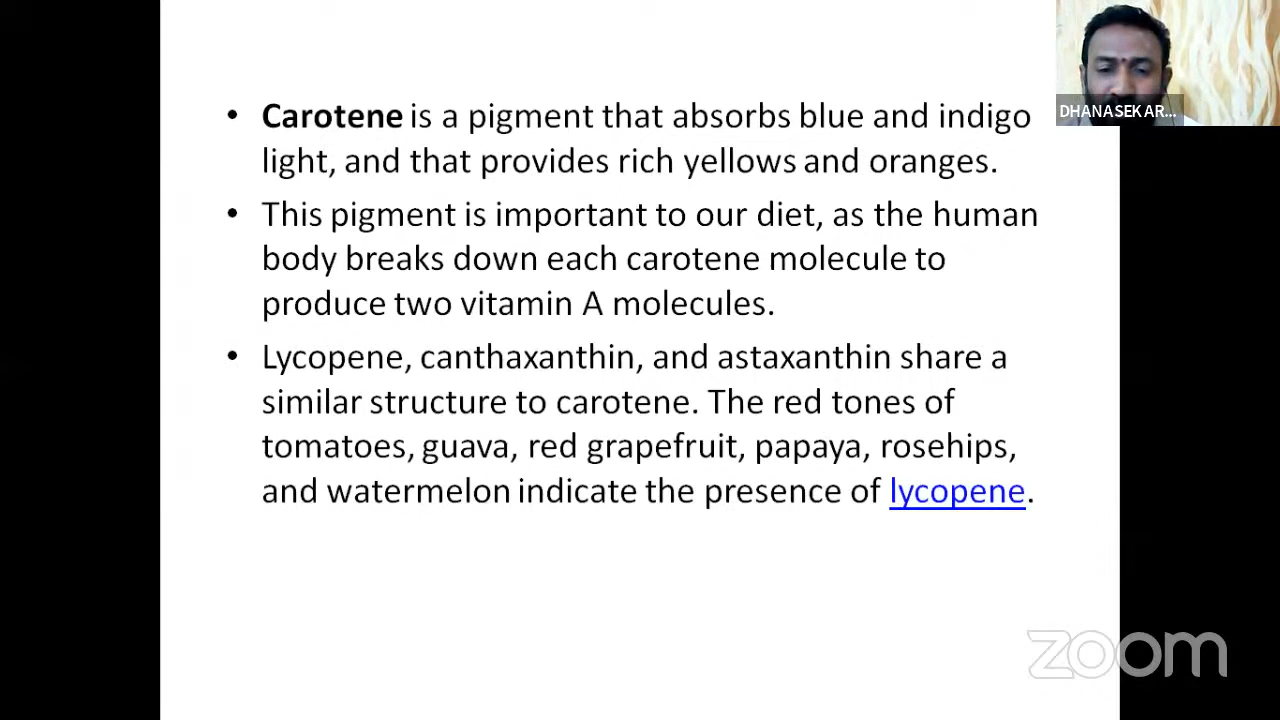 • Carotene is a pigment that absorbs blue and indigo
light, and that provides rich yellows and oranges.
• This pigment is important to our diet, as the human
body breaks down each carotene molecule to
produce two vitamin A molecules.
• Lycopene, canthaxanthin, and astaxanthin share a
similar structure to carotene. The red tones of
tomatoes, guava, red grapefruit, papaya, rosehips,
and watermelon indicate the presence of lycopene.
DHANASEKAR...
zoom